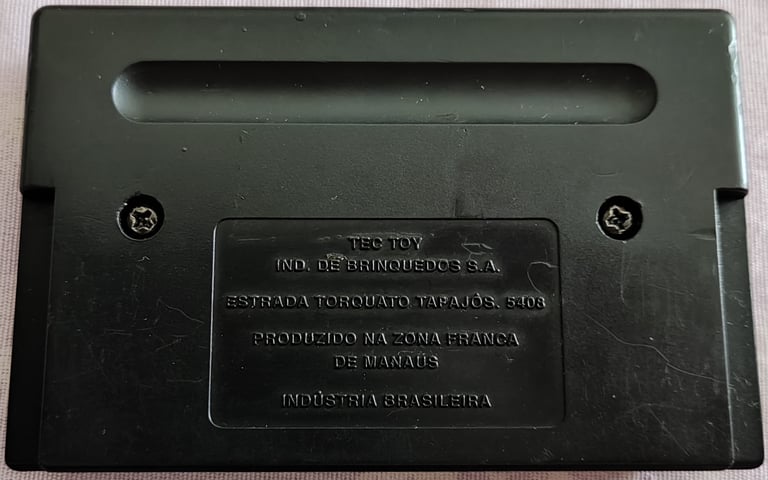 TEC TOY
IND. DE BRINQUEDOS S.A.
ESTRADA TORQUATO TAPAJÓS. 5408
PRODUZIDO NA ZONA FRANCA
DE MANAUS
INDÚSTRIA BRASILEIRA